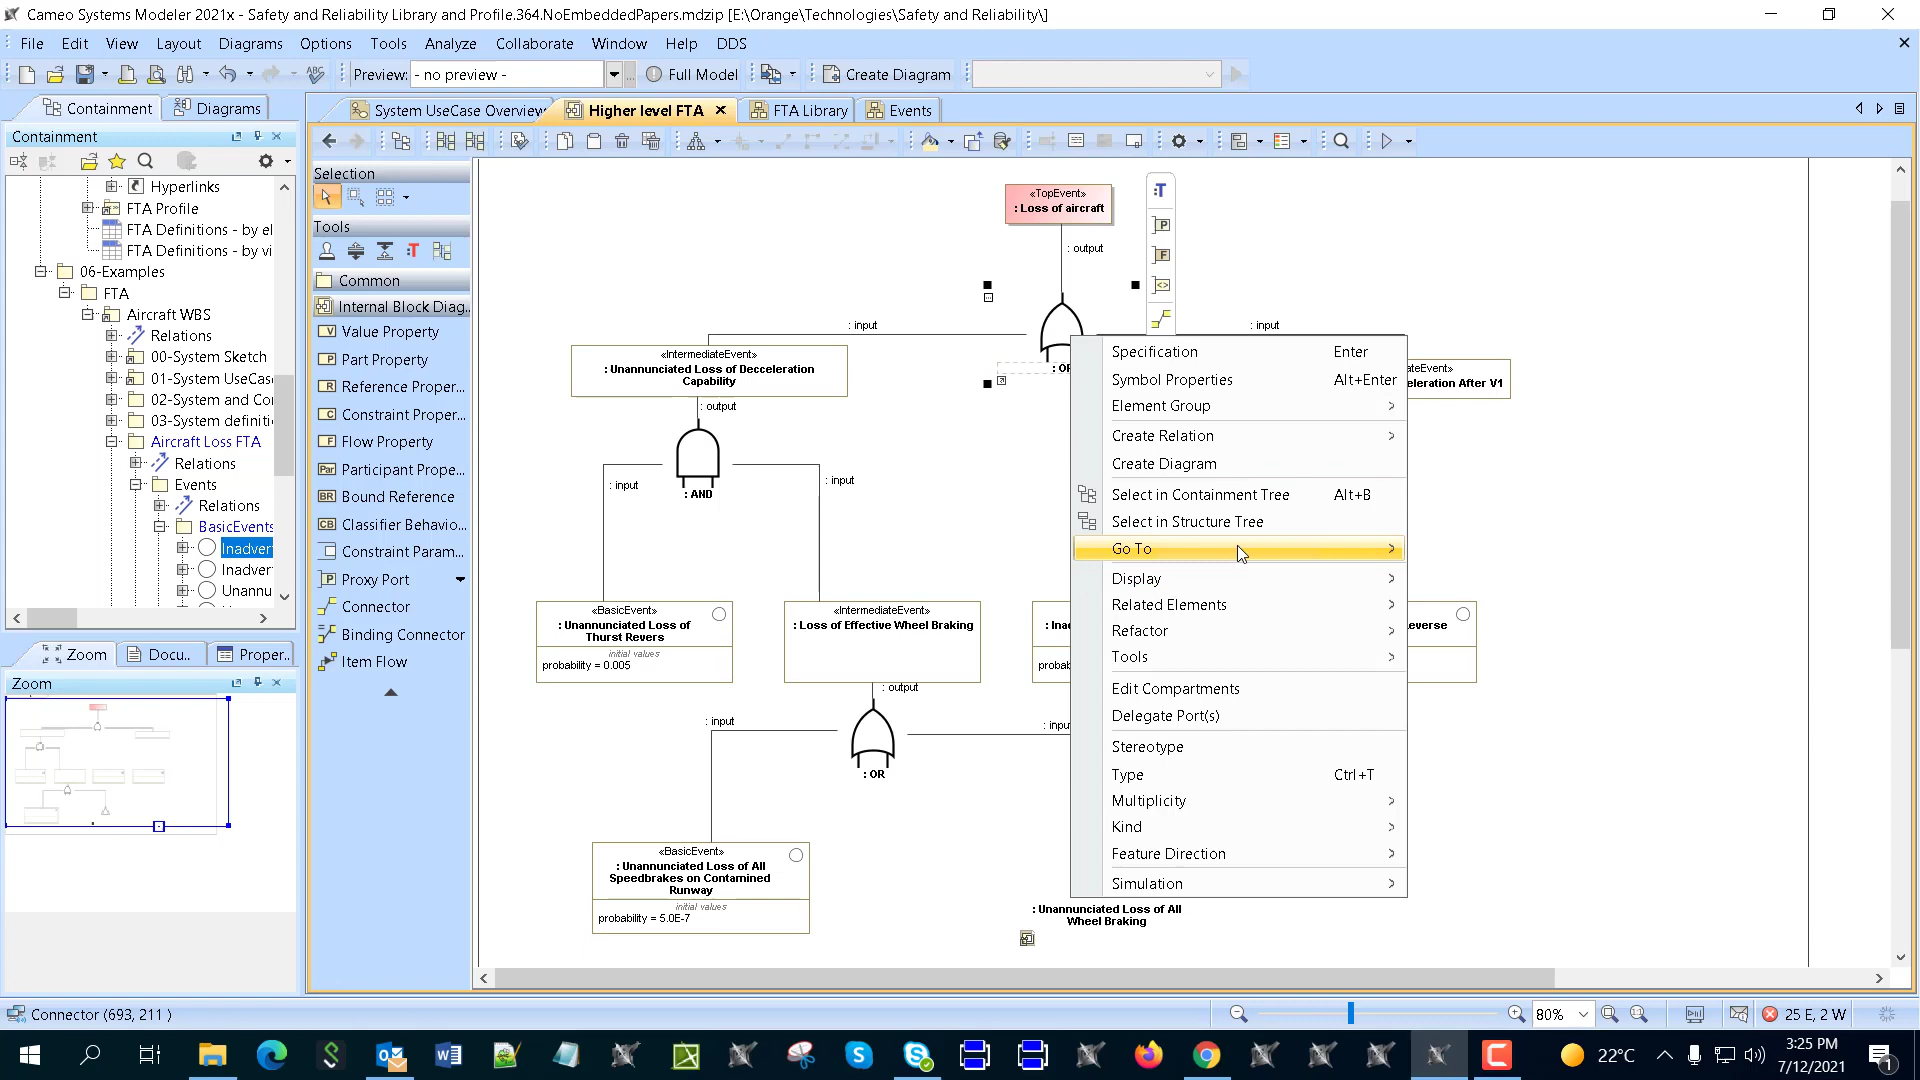 Cameo Systems Modeler 2021x - Safety and Reliability Library and Profile.364.NoEmbeddedPapers.mdzip [E:\Orange\Technologies\Safety and Reliability\]
File Edit View Layout Diagrams Options Tools Analyze Collaborate Window Help DDS
Preview: - no preview - Full Model Create Diagram
Containment Diagrams
System UseCase Overview Higher level FTA FTA Library Events
Containment
Hyperlinks
FTA Profile
FTA Definitions - by el
FTA Definitions - by vi
06-Examples
FTA
Aircraft WBS
Relations
00-System Sketch
01-System UseCase
02-System and Co
03-System definiti
Aircraft Loss FTA
Relations
Events
Relations
BasicEvents
Inadver
Inadver
Unannu
Zoom Docu... Proper...
Zoom
Selection
Tools
Common
Internal Block Diag...
Value Property
Part Property
Reference Proper...
Constraint Proper...
Flow Property
Participant Prope...
Bound Reference
Classifier Behavio...
Constraint Param...
Proxy Port
Connector
Binding Connector
Item Flow
«TopEvent»
: Loss of aircraft
: output
: input
: input
: OR
«IntermediateEvent»
: Unannunciated Loss of Decceleration
Capability
: output
: AND
: input
: input
ateEvent»
eleration After V1
«BasicEvent»
: Unannunciated Loss of
Thurst Revers
initial values
probability = 0.005
«IntermediateEvent»
: Loss of Effective Wheel Braking
: output
: Ina
probab
everse
: input
: input
: OR
«BasicEvent»
: Unannunciated Loss of All
Speedbrakes on Contamined
Runway
initial values
probability = 5.0E-7
: Unannunciated Loss of All
Wheel Braking
Specification Enter
Symbol Properties Alt+Enter
Element Group
Create Relation
Create Diagram
Select in Containment Tree Alt+B
Select in Structure Tree
Go To
Display
Related Elements
Refactor
Tools
Edit Compartments
Delegate Port(s)
Stereotype
Type Ctrl+T
Multiplicity
Kind
Feature Direction
Simulation
Connector (693, 211 )
80%
25 E, 2 W
22°C
3:25 PM
7/12/2021
1